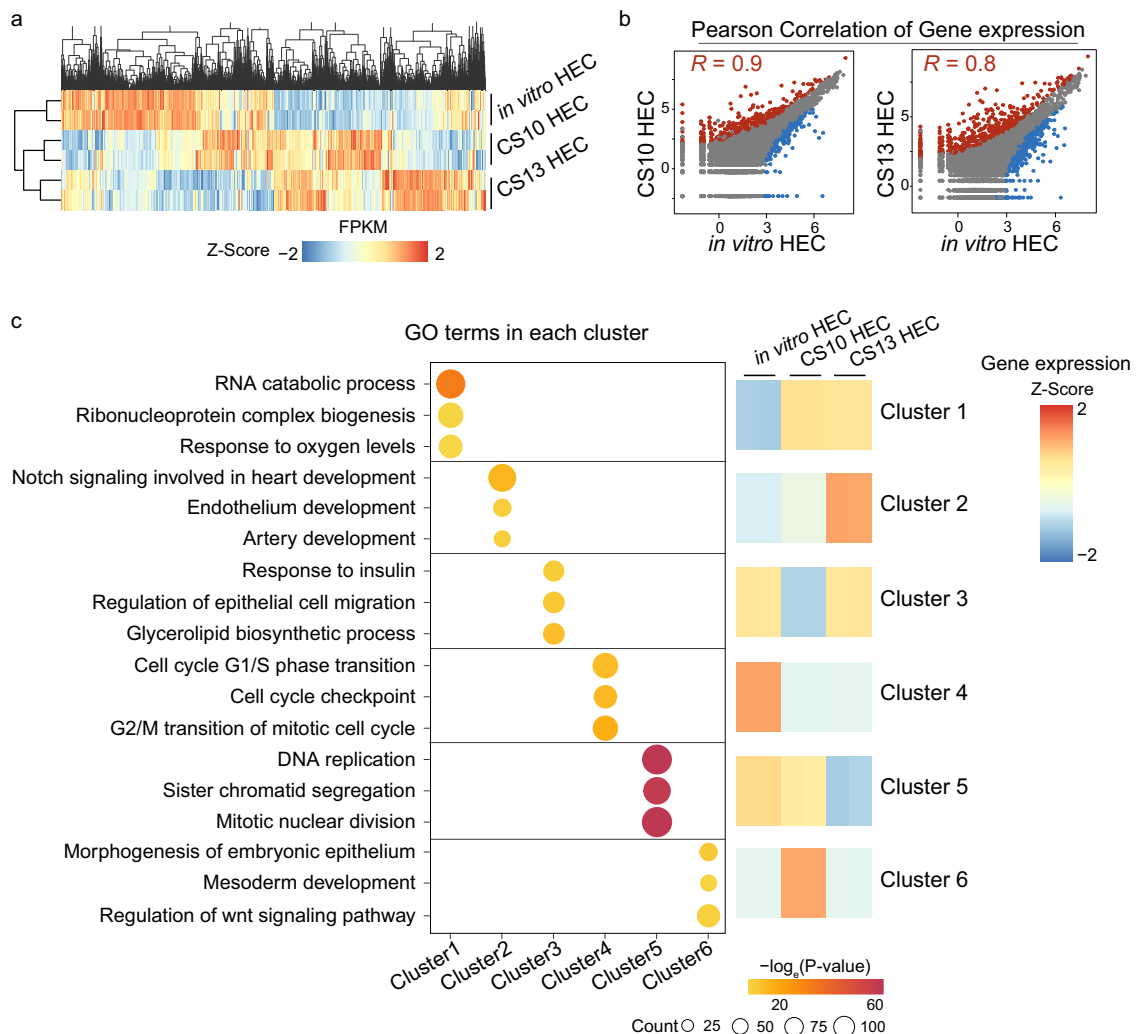 a
in vitro HEC
CS10 HEC
CS13 HEC
FPKM
Z-Score −2 2
b
Pearson Correlation of Gene expression
R = 0.9
CS10 HEC
5
0
0 3 6
in vitro HEC
R = 0.8
CS13 HEC
5
0
0 3 6
in vitro HEC
c
GO terms in each cluster
RNA catabolic process
Ribonucleoprotein complex biogenesis
Response to oxygen levels
Notch signaling involved in heart development
Endothelium development
Artery development
Response to insulin
Regulation of epithelial cell migration
Glycerolipid biosynthetic process
Cell cycle G1/S phase transition
Cell cycle checkpoint
G2/M transition of mitotic cell cycle
DNA replication
Sister chromatid segregation
Mitotic nuclear division
Morphogenesis of embryonic epithelium
Mesoderm development
Regulation of wnt signaling pathway
Cluster1
Cluster2
Cluster3
Cluster4
Cluster5
Cluster6
in vitro HEC
CS10 HEC
CS13 HEC
Cluster 1
Cluster 2
Cluster 3
Cluster 4
Cluster 5
Cluster 6
Gene expression
Z-Score
2
−2
−logₑ(P-value)
20 60
Count 25 50 75 100